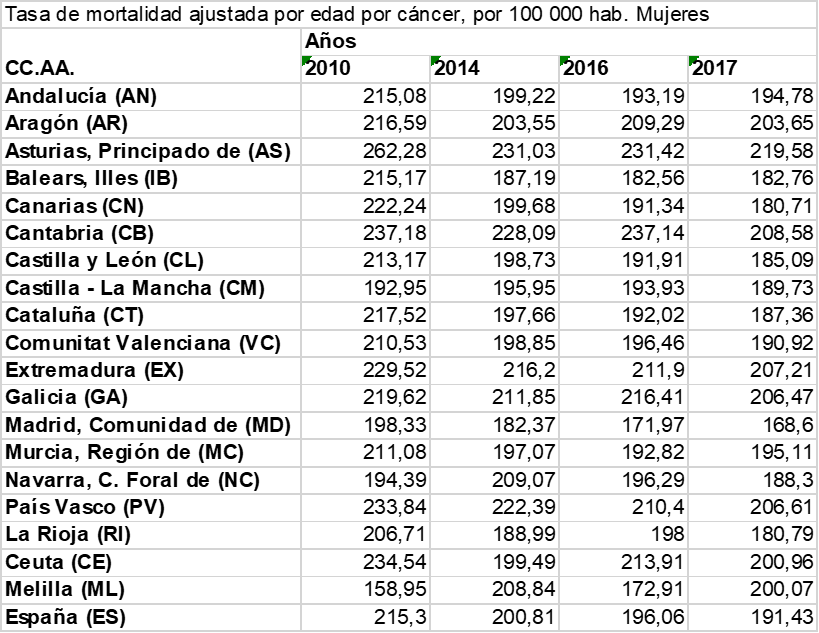 Tasa de mortalidad ajustada por edad por cáncer, por 100 000 hab. Mujeres
Años
CC.AA. 2010 2014 2016 2017
Andalucía (AN) 215,08 199,22 193,19 194,78
Aragón (AR) 216,59 203,55 209,29 203,65
Asturias, Principado de (AS) 262,28 231,03 231,42 219,58
Balears, Illes (IB) 215,17 187,19 182,56 182,76
Canarias (CN) 222,24 199,68 191,34 180,71
Cantabria (CB) 237,18 228,09 237,14 208,58
Castilla y León (CL) 213,17 198,73 191,91 185,09
Castilla - La Mancha (CM) 192,95 195,95 193,93 189,73
Cataluña (CT) 217,52 197,66 192,02 187,36
Comunitat Valenciana (VC) 210,53 198,85 196,46 190,92
Extremadura (EX) 229,52 216,2 211,9 207,21
Galicia (GA) 219,62 211,85 216,41 206,47
Madrid, Comunidad de (MD) 198,33 182,37 171,97 168,6
Murcia, Región de (MC) 211,08 197,07 192,82 195,11
Navarra, C. Foral de (NC) 194,39 209,07 196,29 188,3
País Vasco (PV) 233,84 222,39 210,4 206,61
La Rioja (RI) 206,71 188,99 198 180,79
Ceuta (CE) 234,54 199,49 213,91 200,96
Melilla (ML) 158,95 208,84 172,91 200,07
España (ES) 215,3 200,81 196,06 191,43